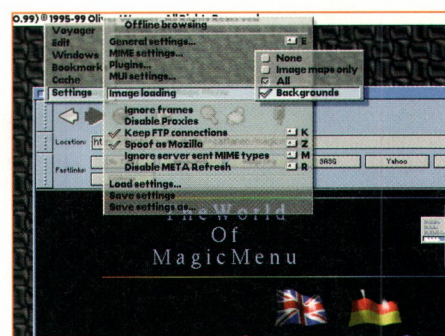 0.99) © 1995-99 Oli
Voyager
Edit
Windows
Bookmark
Cache
Settings
Offline browsing
General settings...
MIME settings...
Plugins...
MUI settings...
Image loading
Ignore frames
Disable Proxies
Keep FTP connections K
Spoof as Mozilla Z
Ignore server sent MIME types M
Disable META Refresh R
Load settings...
Save settings
Save settings as...
None
Image maps only
All
Backgrounds
Location:
Fastlinks:
Yahoo
The World
Of
MagicMenu